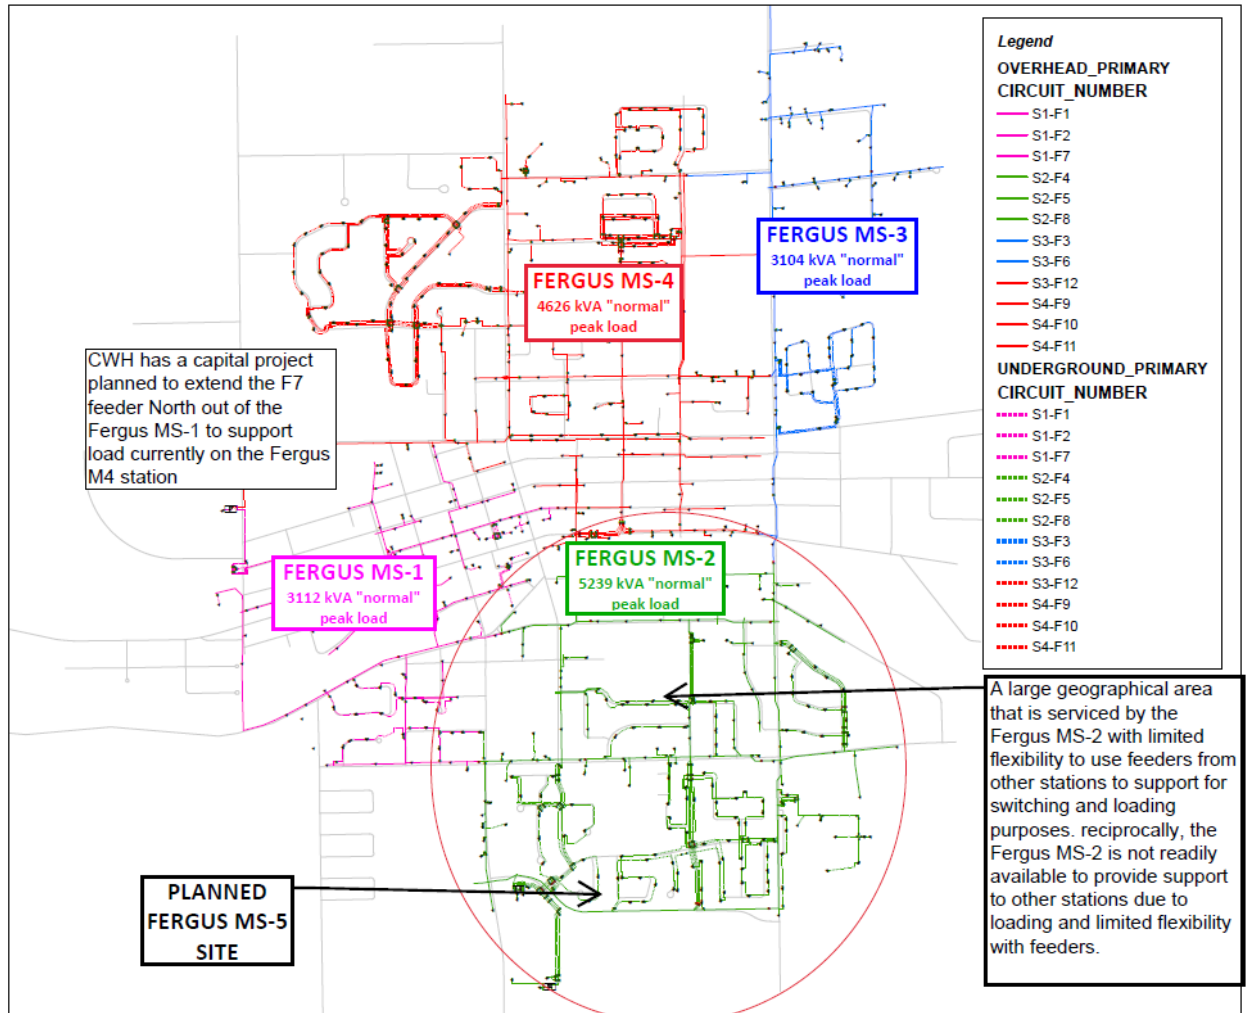 Legend
OVERHEAD_PRIMARY
CIRCUIT_NUMBER
S1-F1
S1-F2
S1-F7
S2-F4
S2-F5
S2-F8
S3-F3
S3-F6
S3-F12
S4-F9
S4-F10
S4-F11
UNDERGROUND_PRIMARY
CIRCUIT_NUMBER
S1-F1
S1-F2
S1-F7
S2-F4
S2-F5
S2-F8
S3-F3
S3-F6
S3-F12
S4-F9
S4-F10
S4-F11
FERGUS MS-3
3104 kVA "normal"
peak load
FERGUS MS-4
4626 kVA "normal"
peak load
CWH has a capital project
planned to extend the F7
feeder North out of the
Fergus MS-1 to support
load currently on the Fergus
M4 station
FERGUS MS-2
5239 kVA "normal"
peak load
FERGUS MS-1
3112 kVA "normal"
peak load
A large geographical area
that is serviced by the
Fergus MS-2 with limited
flexibility to use feeders from
other stations to support for
switching and loading
purposes. reciprocally, the
Fergus MS-2 is not readily
available to provide support
to other stations due to
loading and limited flexibility
with feeders.
PLANNED
FERGUS MS-5
SITE